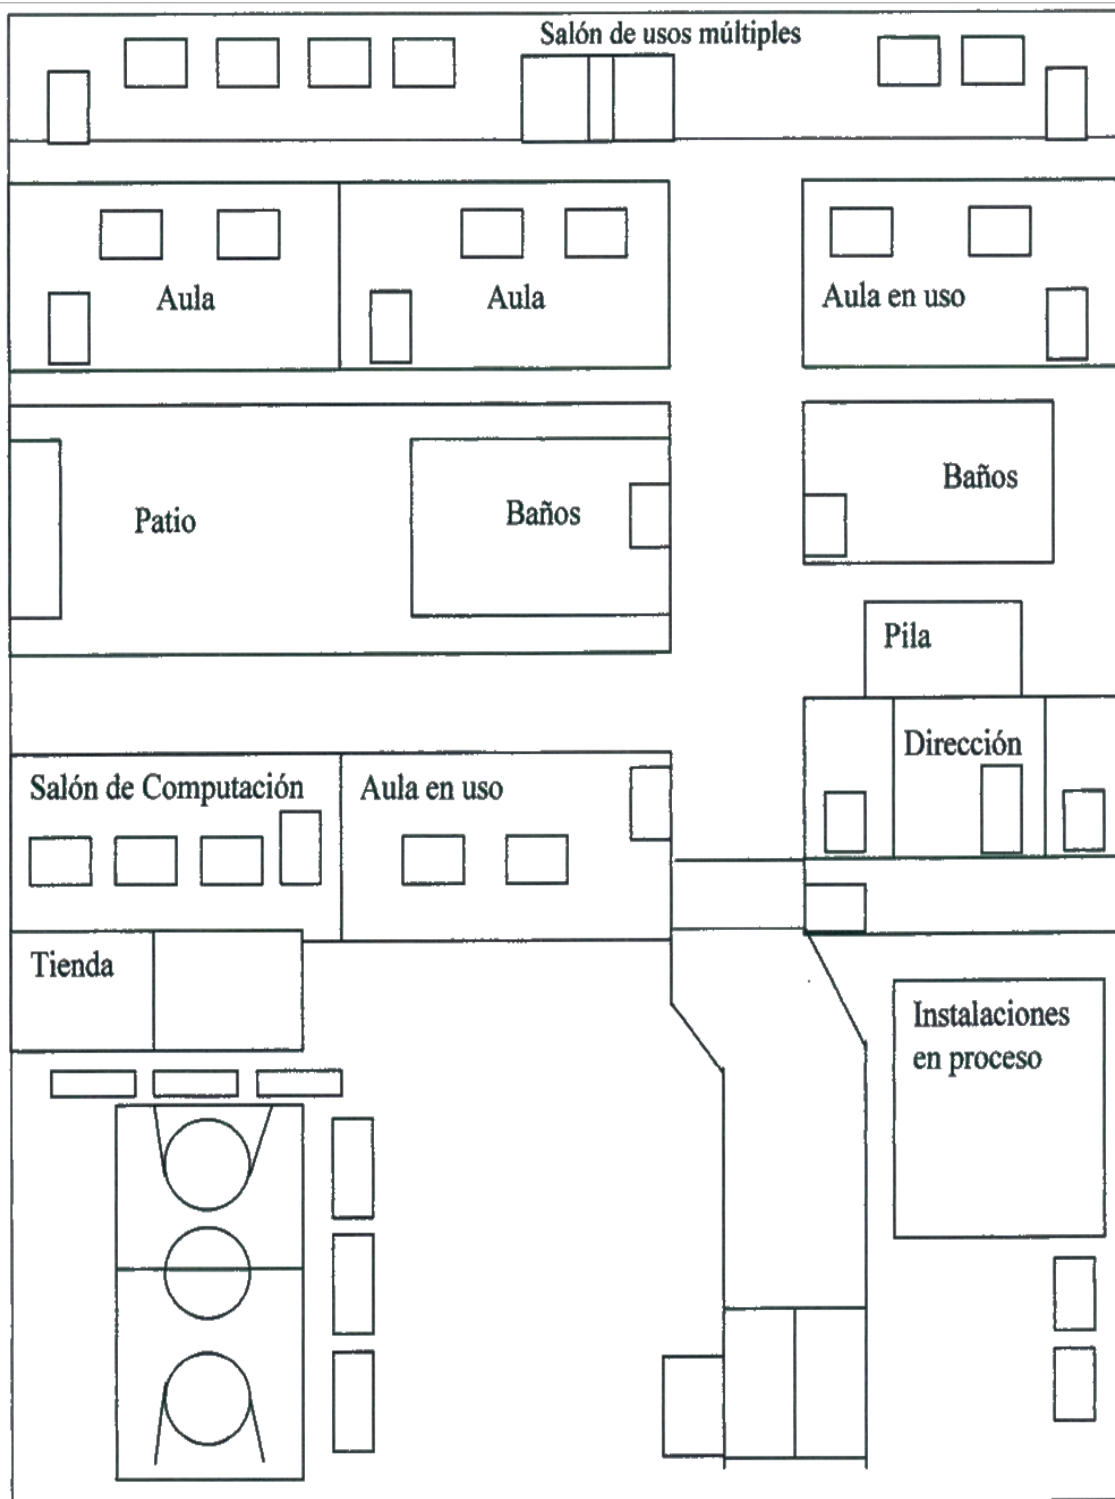 Salón de usos múltiples
Aula
Aula
Aula en uso
Patio
Baños
Baños
Pila
Dirección
Salón de Computación
Aula en uso
Tienda
Instalaciones
en proceso